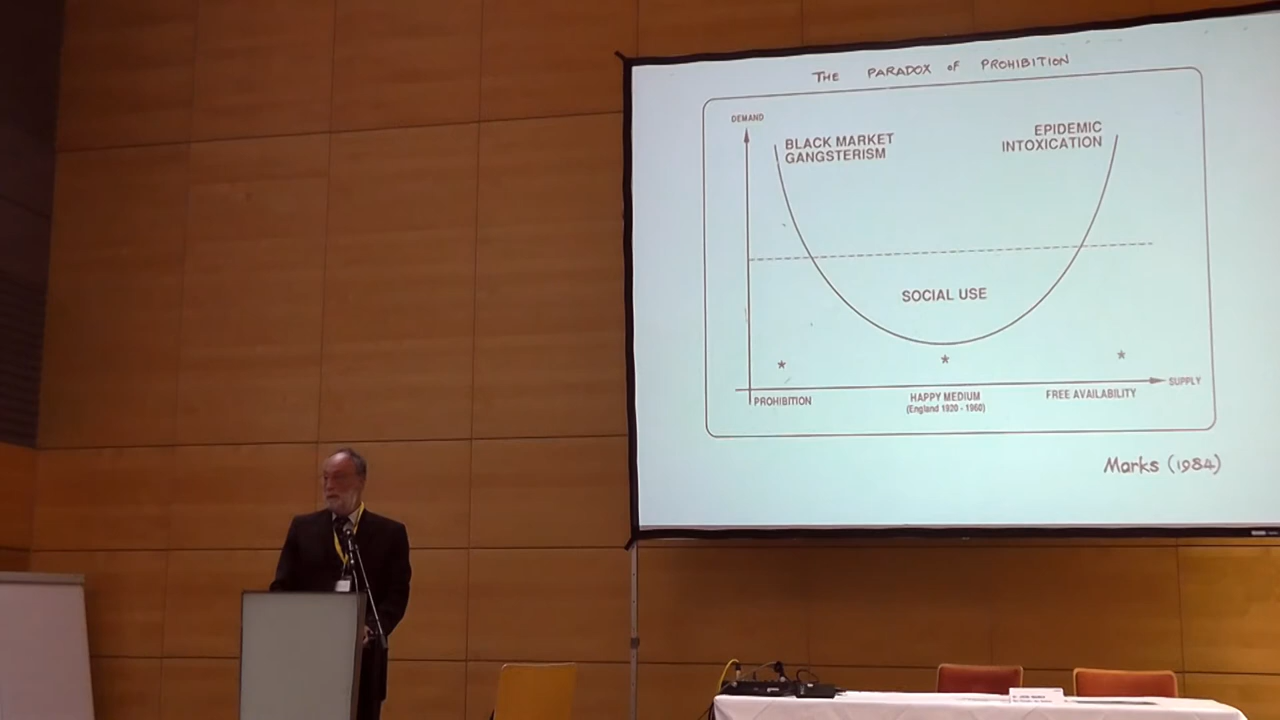 THE PARADOX of PROHIBITION
DEMAND
BLACK MARKET
GANGSTERISM
EPIDEMIC
INTOXICATION
SOCIAL USE
SUPPLY
PROHIBITION
HAPPY MEDIUM
(England 1920 - 1960)
FREE AVAILABILITY
Marks (1984)